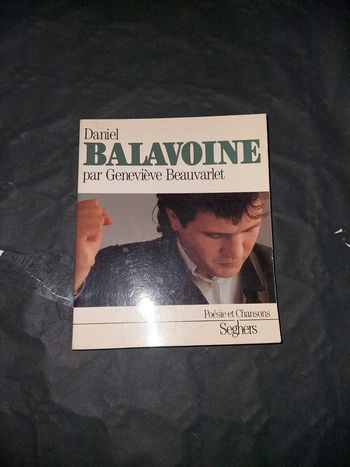 Daniel
BALAVOINE
par Geneviève Beauvarlet
Poésie et Chansons
Seghers